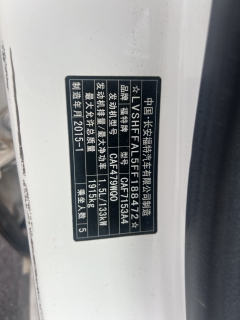 中国·长安福特汽车有限公司制造
★LVSHFFAL5FF188472★
品牌：福特牌 型号：CAF7153A4
发动机型号：CAF479WQ0
发动机排量/最大净功率：1.5L/133kW
最大允许总质量：1915kg
制造年月：2015-1 乘坐人数：5